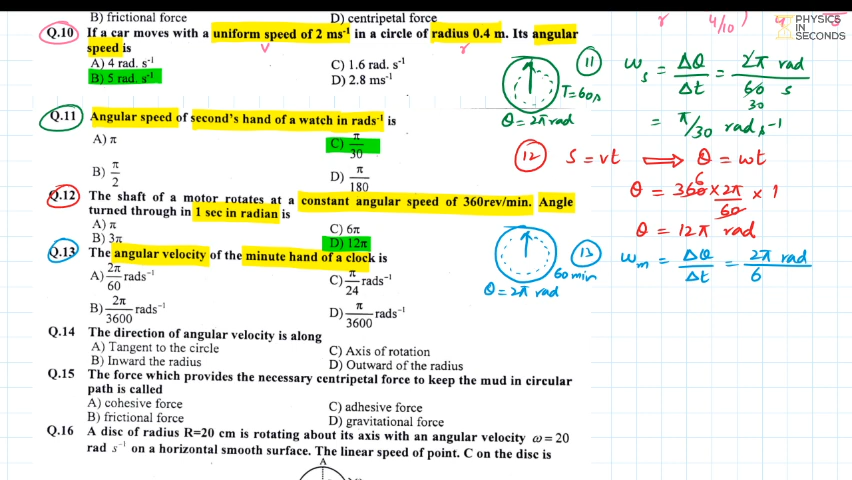 B) frictional force D) centripetal force
r 4/10 4
PHYSICS IN SECONDS
Q.10 If a car moves with a uniform speed of 2 ms⁻¹ in a circle of radius 0.4 m. Its angular
v r
speed is
A) 4 rad. s⁻¹ C) 1.6 rad. s⁻¹
B) 5 rad. s⁻¹ D) 2.8 ms⁻¹
Q.11 Angular speed of second's hand of a watch in rads⁻¹ is
A) π C) π/30
B) π/2 D) π/180
Q.12 The shaft of a motor rotates at a constant angular speed of 360rev/min. Angle
turned through in 1 sec in radian is
A) π C) 6π
B) 3π D) 12π
Q.13 The angular velocity of the minute hand of a clock is
A) 2π/60 rads⁻¹ C) π/24 rads⁻¹
B) 2π/3600 rads⁻¹ D) π/3600 rads⁻¹
Q.14 The direction of angular velocity is along
A) Tangent to the circle C) Axis of rotation
B) Inward the radius D) Outward of the radius
Q.15 The force which provides the necessary centripetal force to keep the mud in circular
path is called
A) cohesive force C) adhesive force
B) frictional force D) gravitational force
Q.16 A disc of radius R=20 cm is rotating about its axis with an angular velocity ω = 20
rad s⁻¹ on a horizontal smooth surface. The linear speed of point. C on the disc is
A
11 ω_s = Δθ/Δt = 2π rad / 60 s
30
T=60s
θ = 2π rad
= π/30 rad s⁻¹
12 S = vt ⟹ θ = ωt
θ = 360 × 2π/60 × 1
6
θ = 12π rad
13 ω_m = Δθ/Δt = 2π rad / 6
60 min
θ = 2π rad